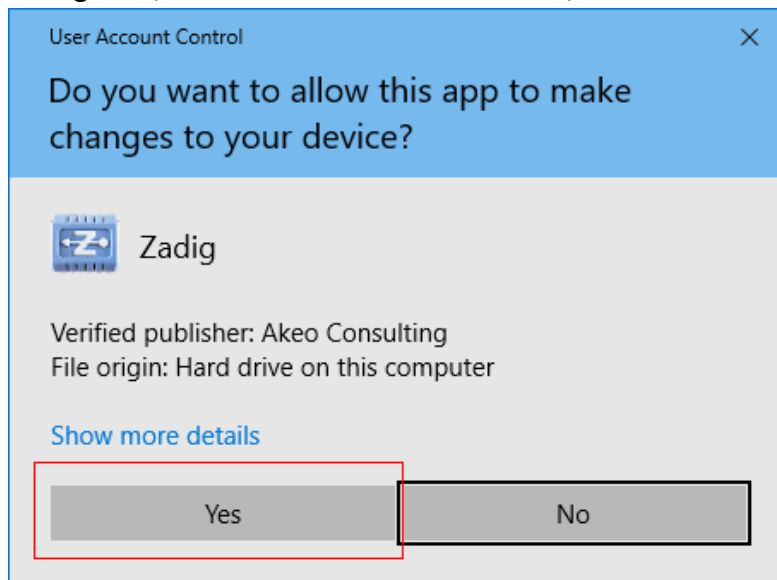 User Account Control
Do you want to allow this app to make
changes to your device?
Z
Zadig
Verified publisher: Akeo Consulting
File origin: Hard drive on this computer
Show more details
Yes
No